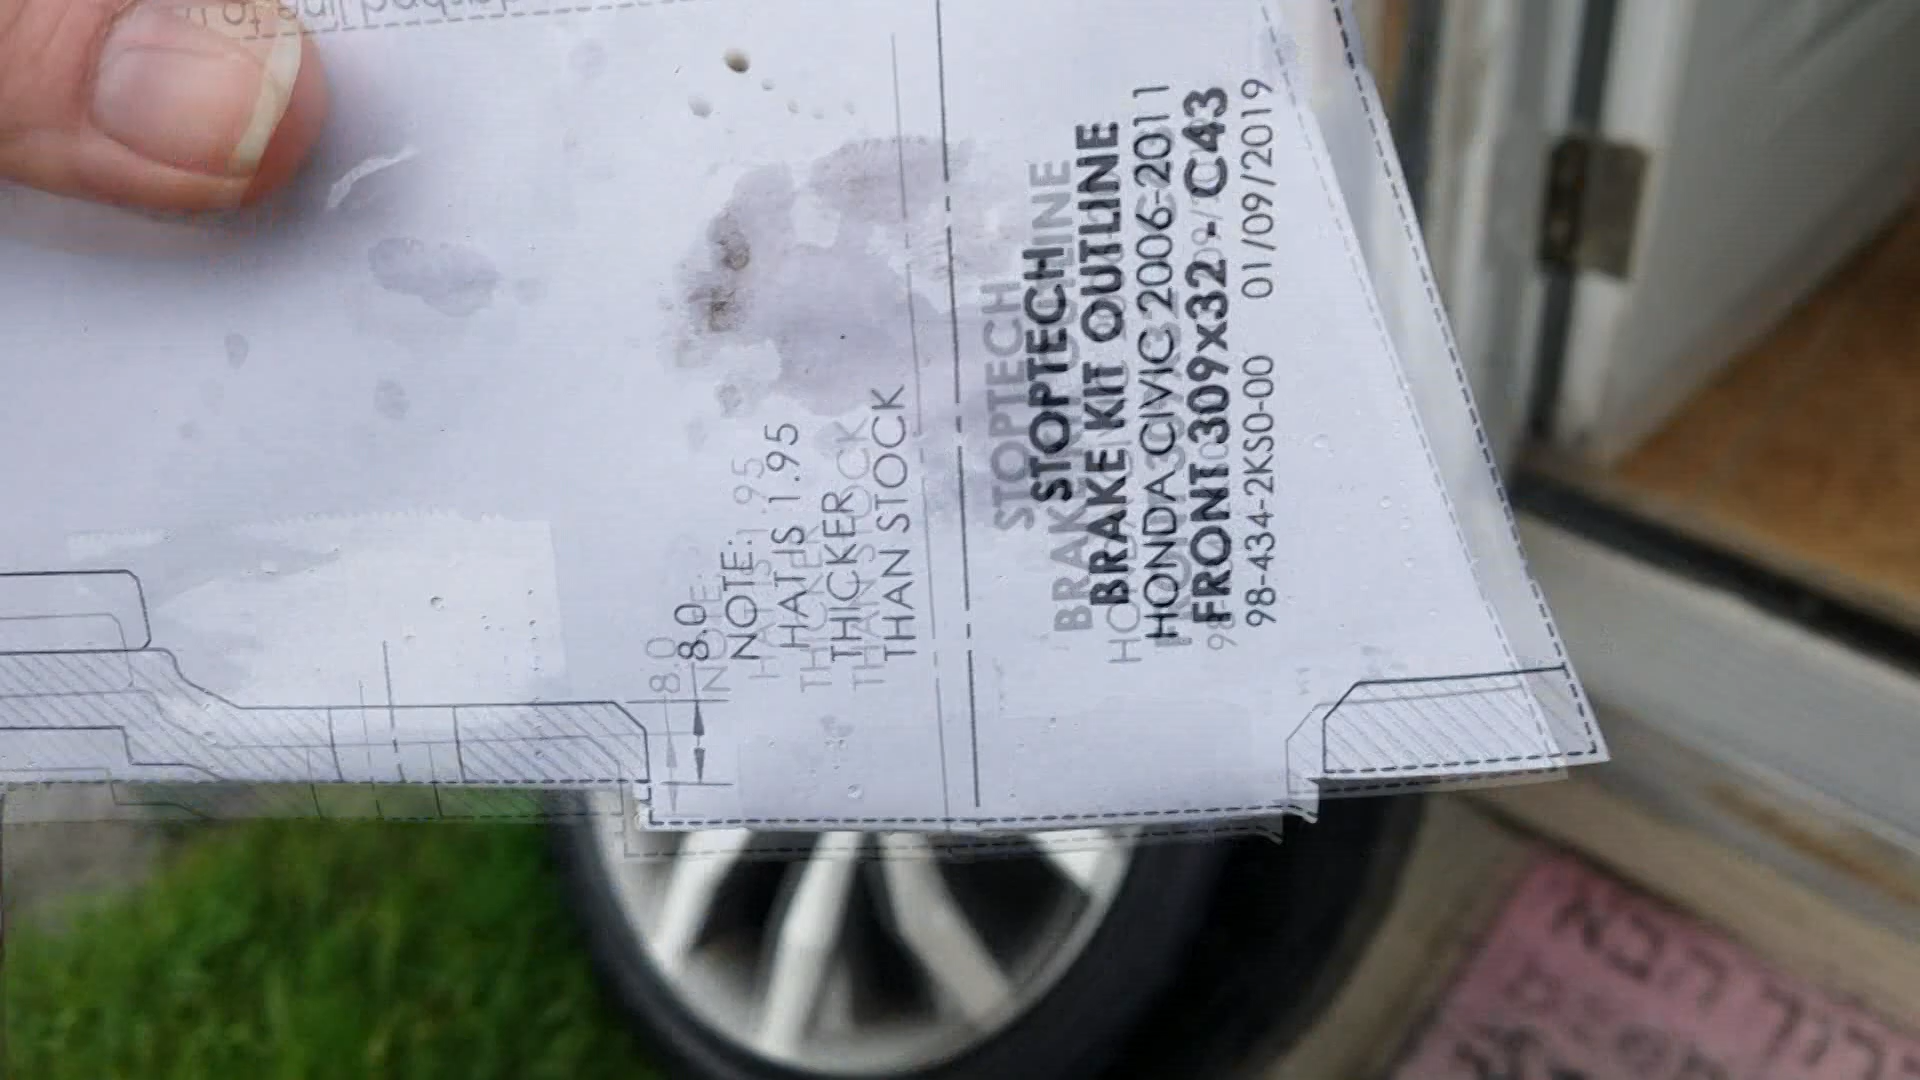 STOPTECH
BRAKE KIT OUTLINE
HONDA CIVIC 2006-2011
FRONT 309x32 - C43
98-434-2KS0-00 01/09/2019
8.0
NOTE:
HAT IS 1.95
THICKER
THAN STOCK
הבא